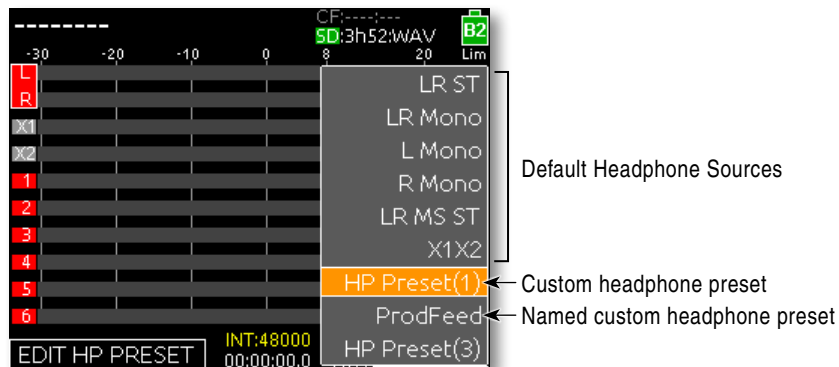 --------
CF:----:---
SD:3h52:WAV
B2
-30 -20 -10 0 8 20 Lim
L
R
X1
X2
1
2
3
4
5
6
LR ST
LR Mono
L Mono
R Mono
LR MS ST
X1X2
HP Preset(1)
ProdFeed
HP Preset(3)
Default Headphone Sources
Custom headphone preset
Named custom headphone preset
EDIT HP PRESET
INT:48000
00:00:00.0